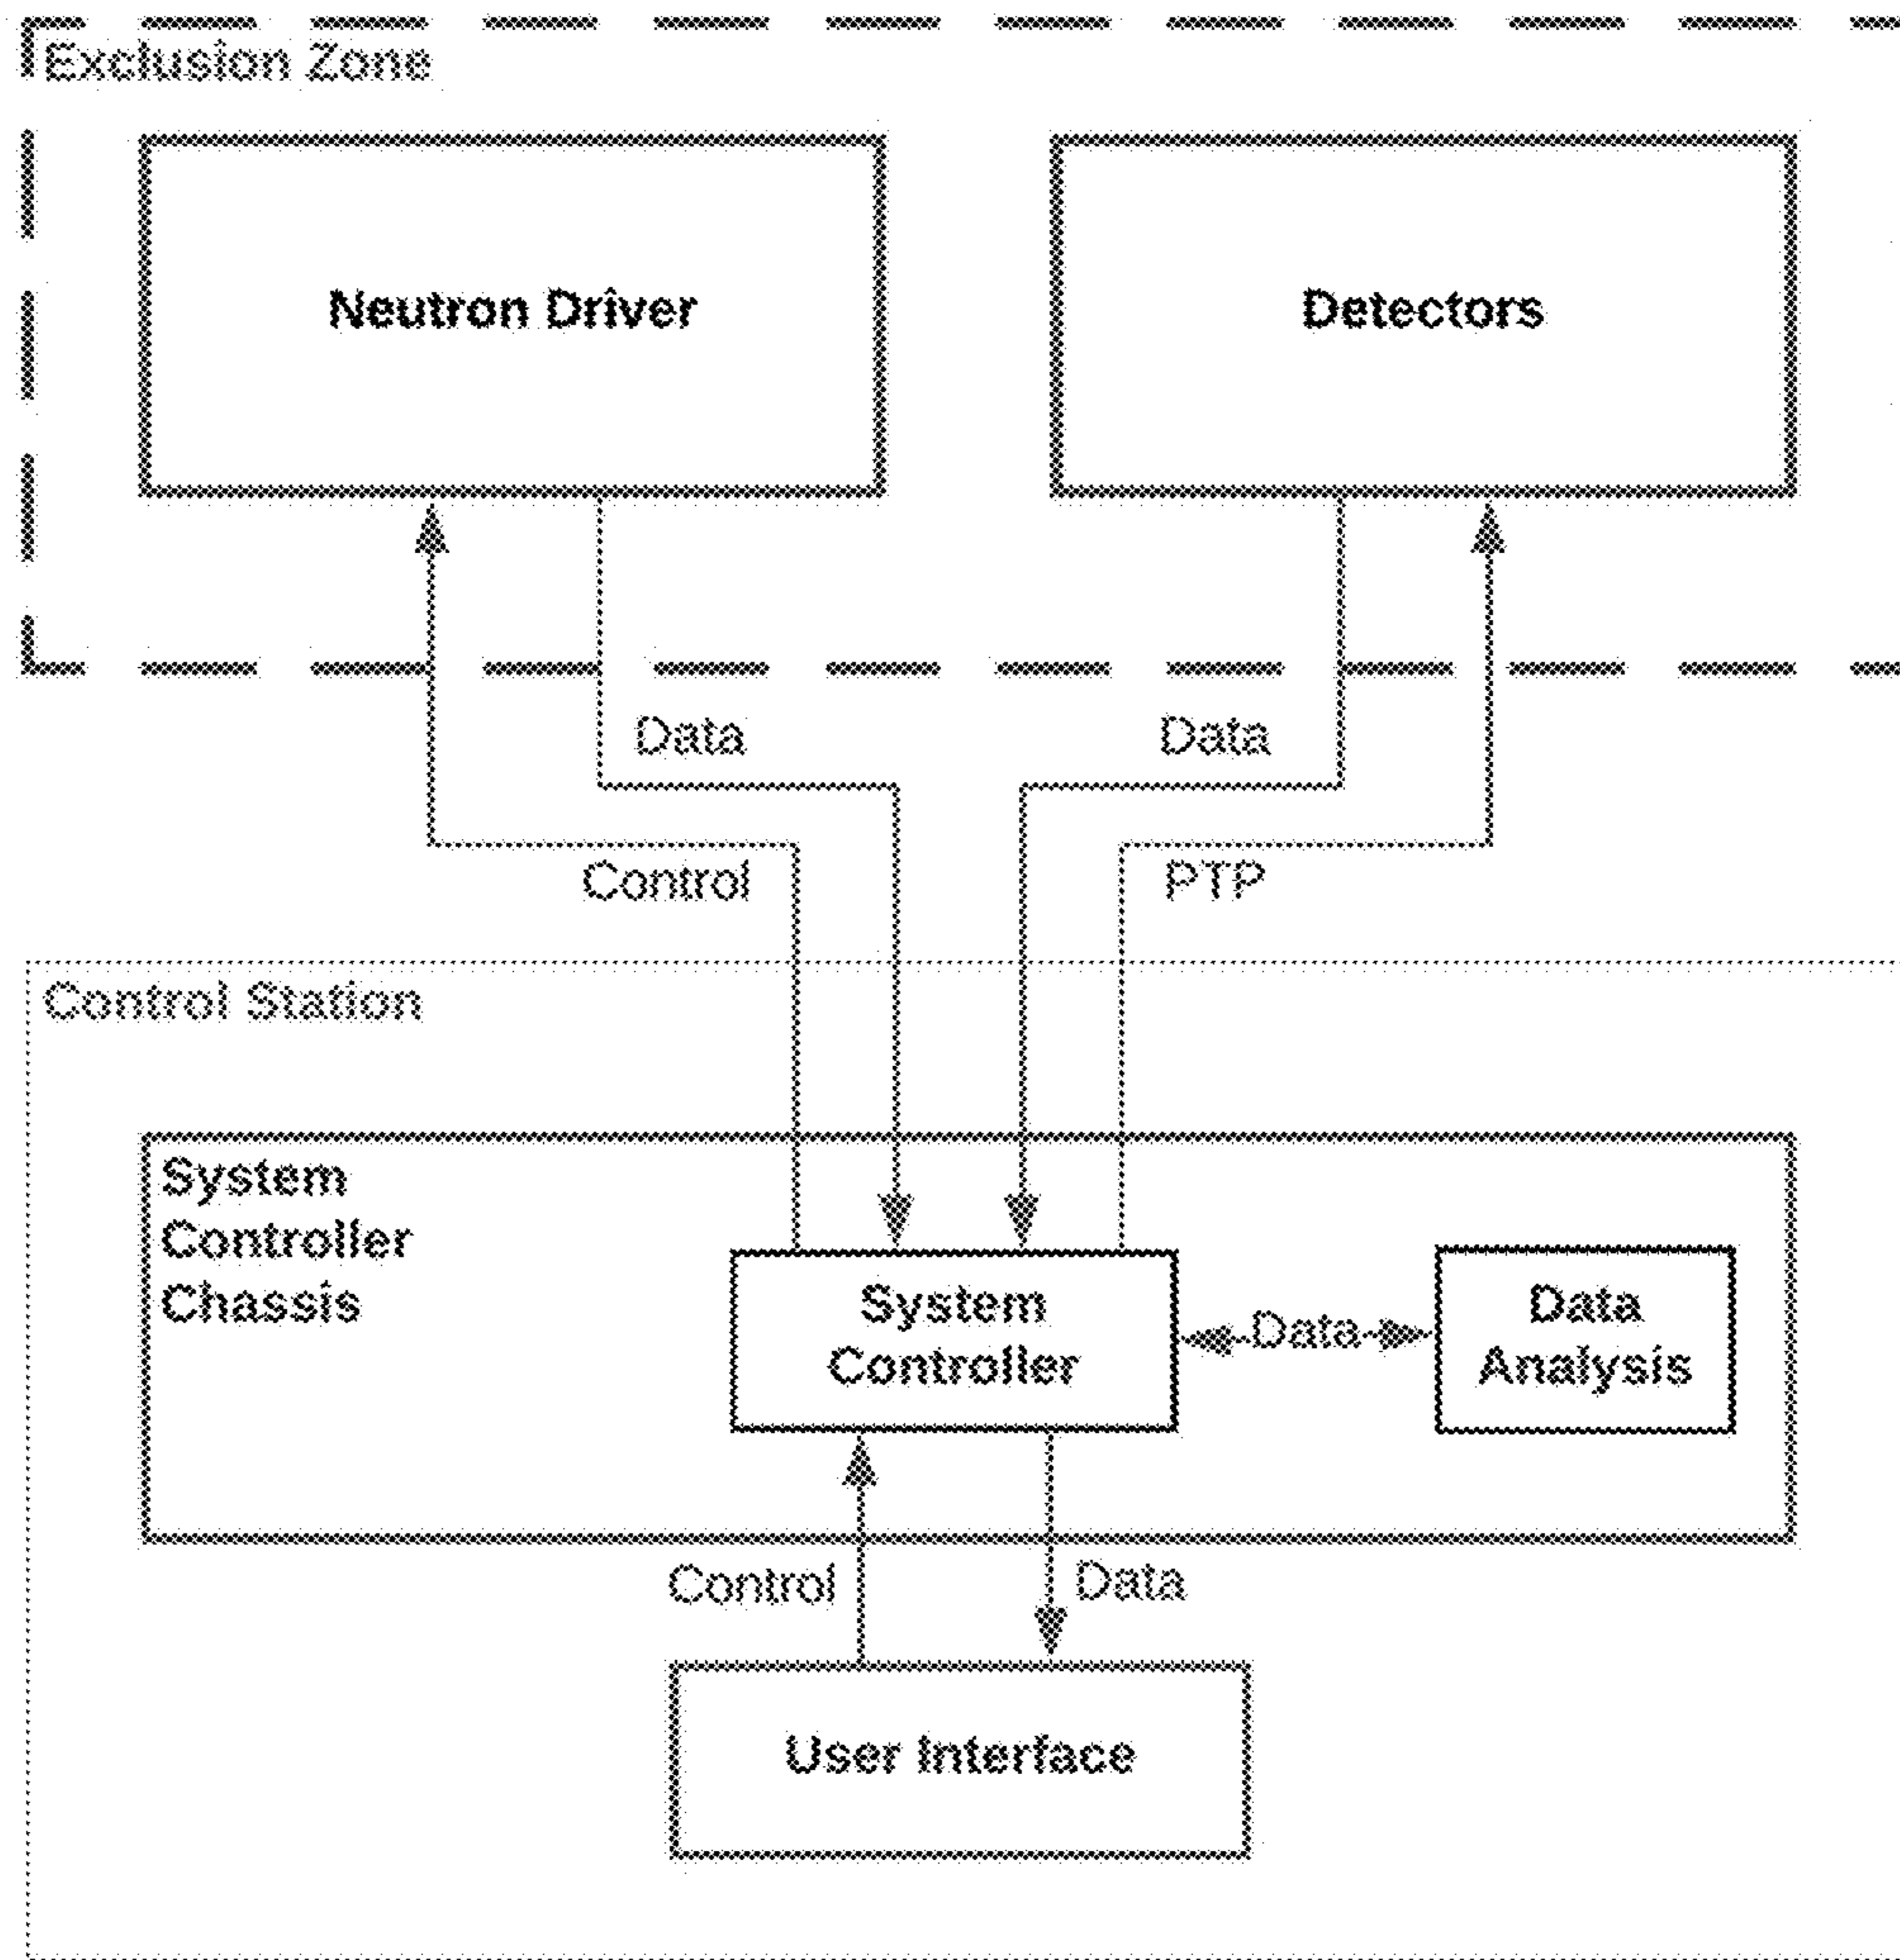 Exclusion Zone
Neutron Driver
Detectors
Data
Data
Control
PTP
Control Station
System
Controller
Chassis
System
Controller
Data
Data
Analysis
Control
Data
User Interface